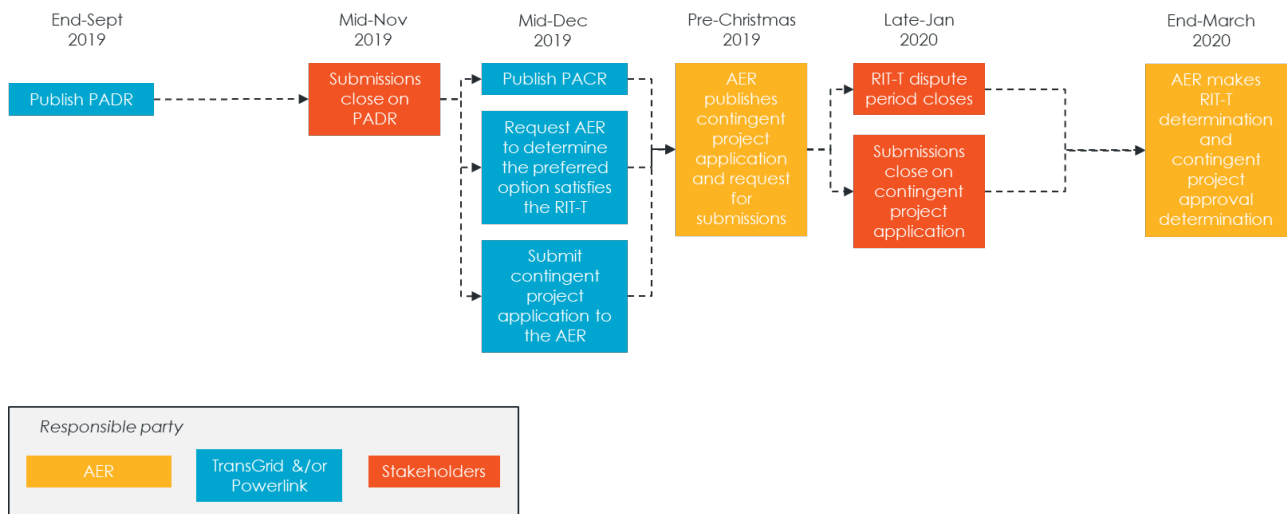 End-Sept
2019
Mid-Nov
2019
Mid-Dec
2019
Pre-Christmas
2019
Late-Jan
2020
End-March
2020
Publish PADR
Submissions
close on
PADR
Publish PACR
Request AER
to determine
the preferred
option satisfies
the RIT-T
Submit
contingent
project
application to
the AER
AER
publishes
contingent
project
application
and request
for
submissions
RIT-T dispute
period closes
Submissions
close on
contingent
project
application
AER makes
RIT-T
determination
and
contingent
project
approval
determination
Responsible party
AER
TransGrid &/or
Powerlink
Stakeholders